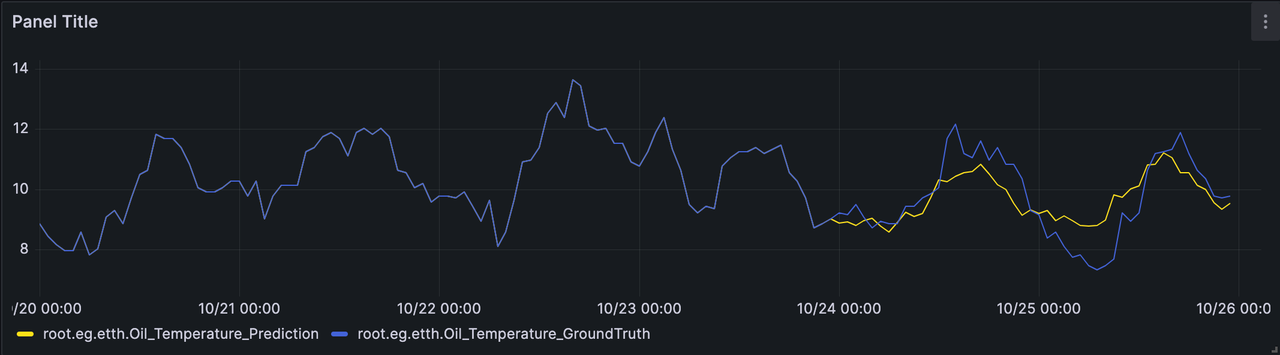 Panel Title
14
12
10
8
/20 00:00 10/21 00:00 10/22 00:00 10/23 00:00 10/24 00:00 10/25 00:00 10/26 00:00
root.eg.etth.Oil_Temperature_Prediction root.eg.etth.Oil_Temperature_GroundTruth